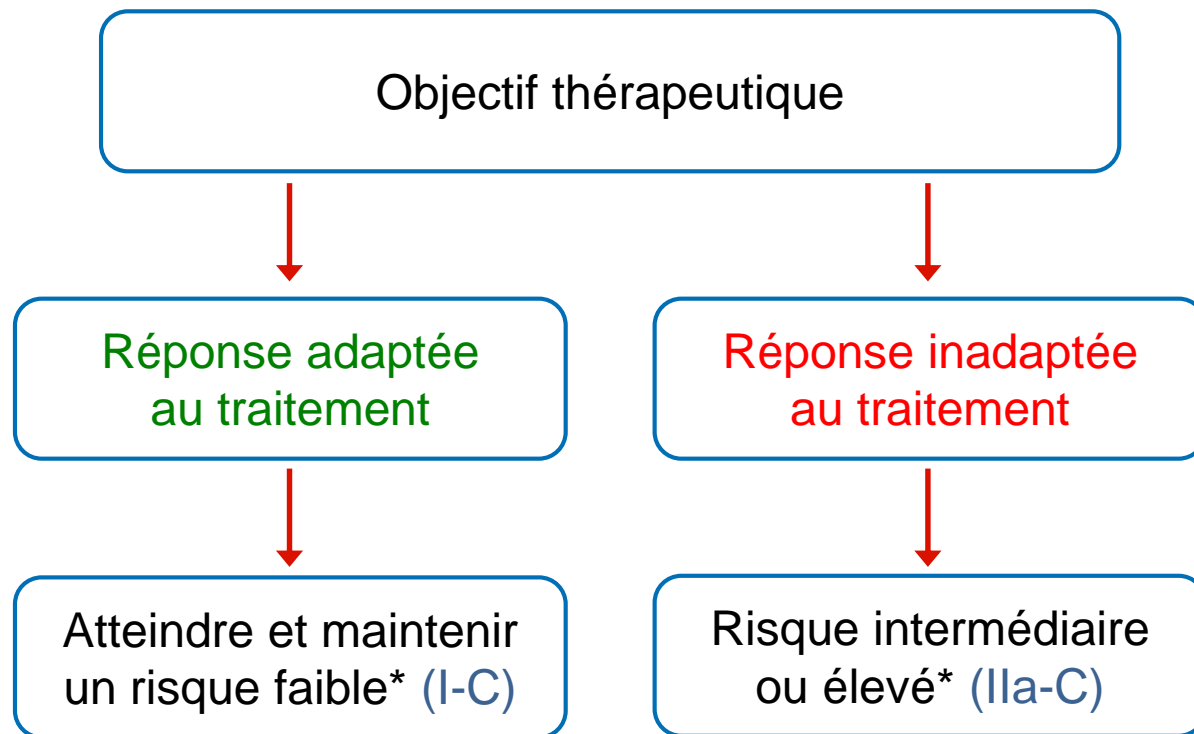 Objectif thérapeutique
Réponse adaptée
au traitement
Réponse inadaptée
au traitement
Atteindre et maintenir
un risque faible* (I-C)
Risque intermédiaire
ou élevé* (IIa-C)